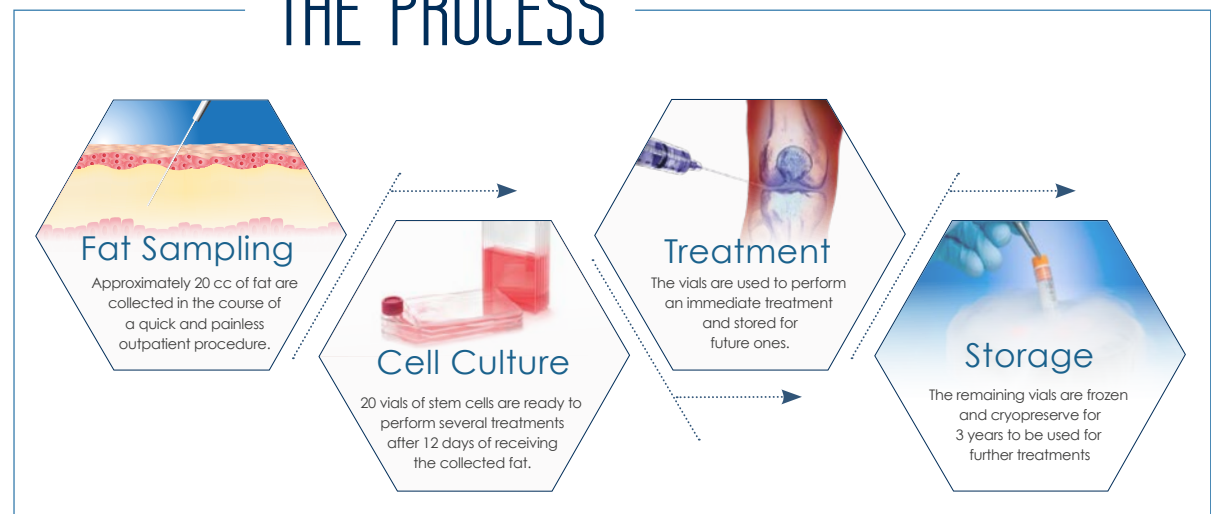 THE PROCESS
Fat Sampling
Approximately 20 cc of fat are
collected in the course of
a quick and painless
outpatient procedure.
Cell Culture
20 vials of stem cells are ready to
perform several treatments
after 12 days of receiving
the collected fat.
Treatment
The vials are used to perform
an immediate treatment
and stored for
future ones.
Storage
The remaining vials are frozen
and cryopreserve for
3 years to be used for
further treatments